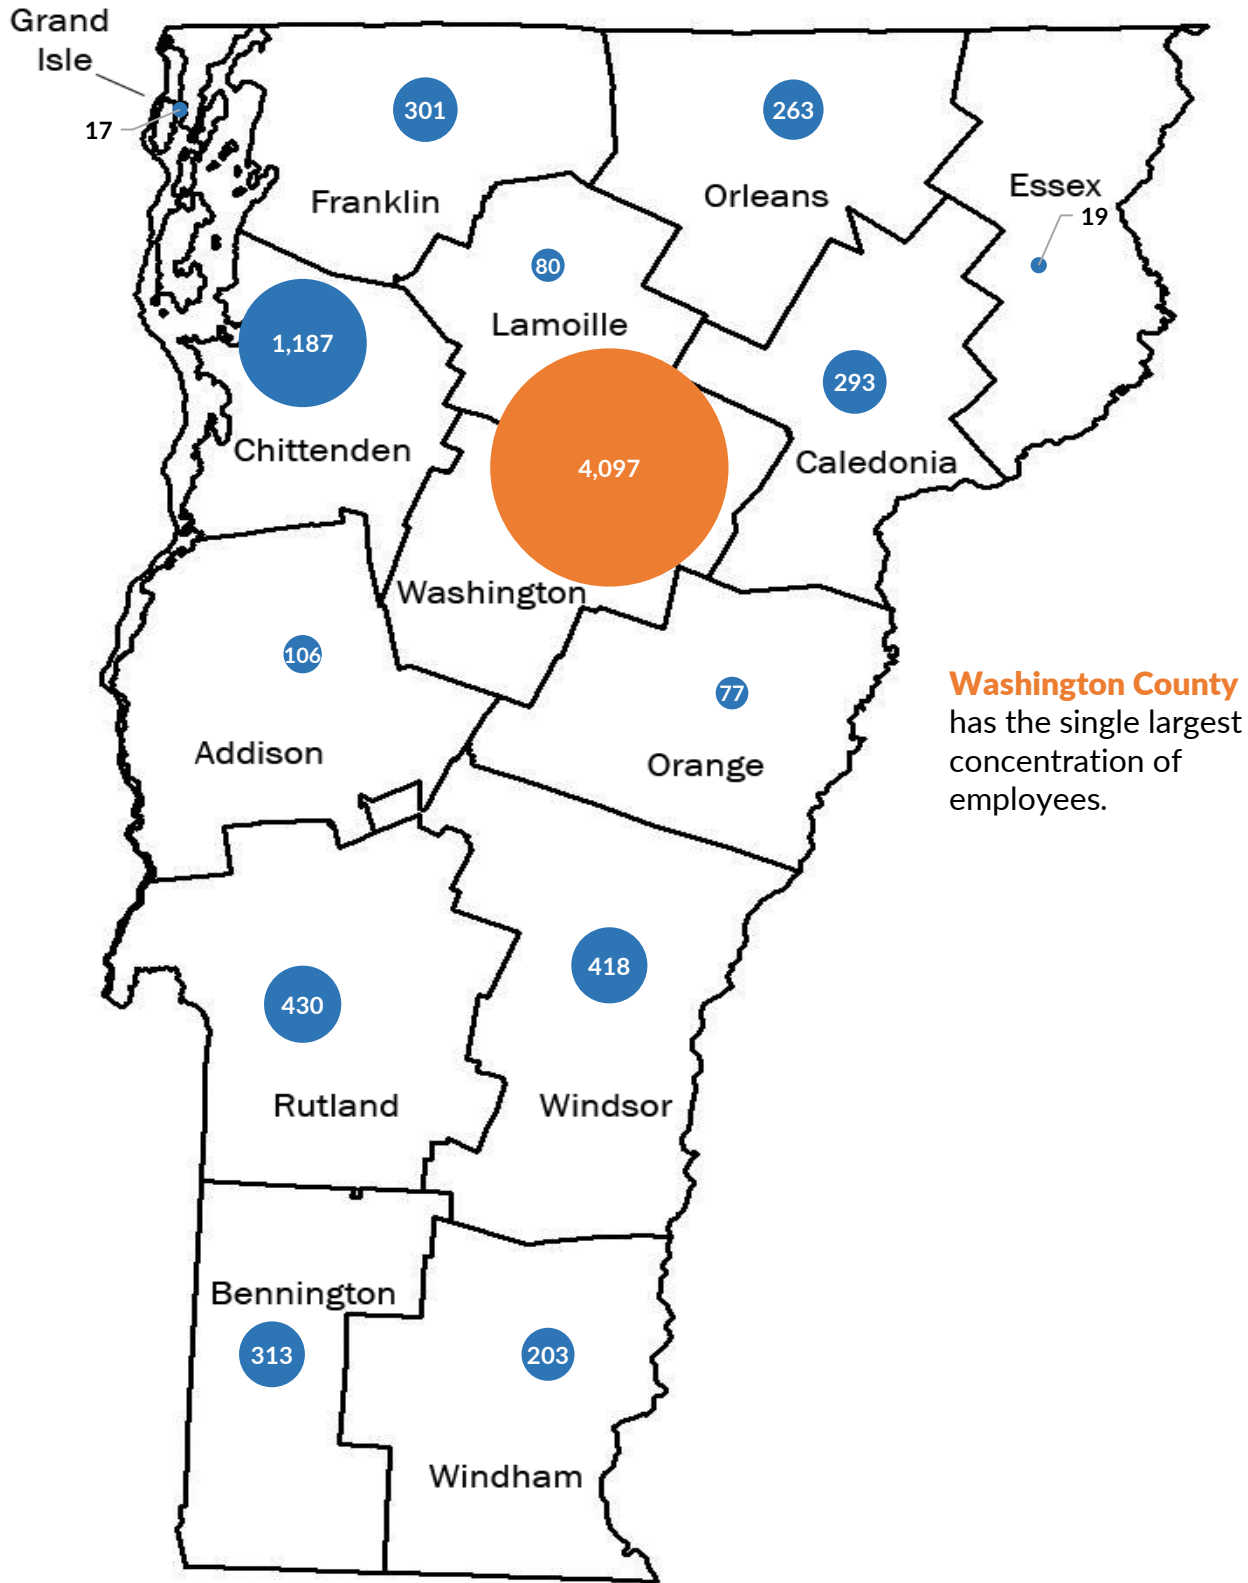 Grand
Isle
17
301
Franklin
263
Orleans
Essex
19
80
Lamoille
1,187
Chittenden
293
Caledonia
4,097
Washington
106
Addison
77
Orange
Washington County
has the single largest
concentration of
employees.
430
Rutland
418
Windsor
Bennington
313
203
Windham